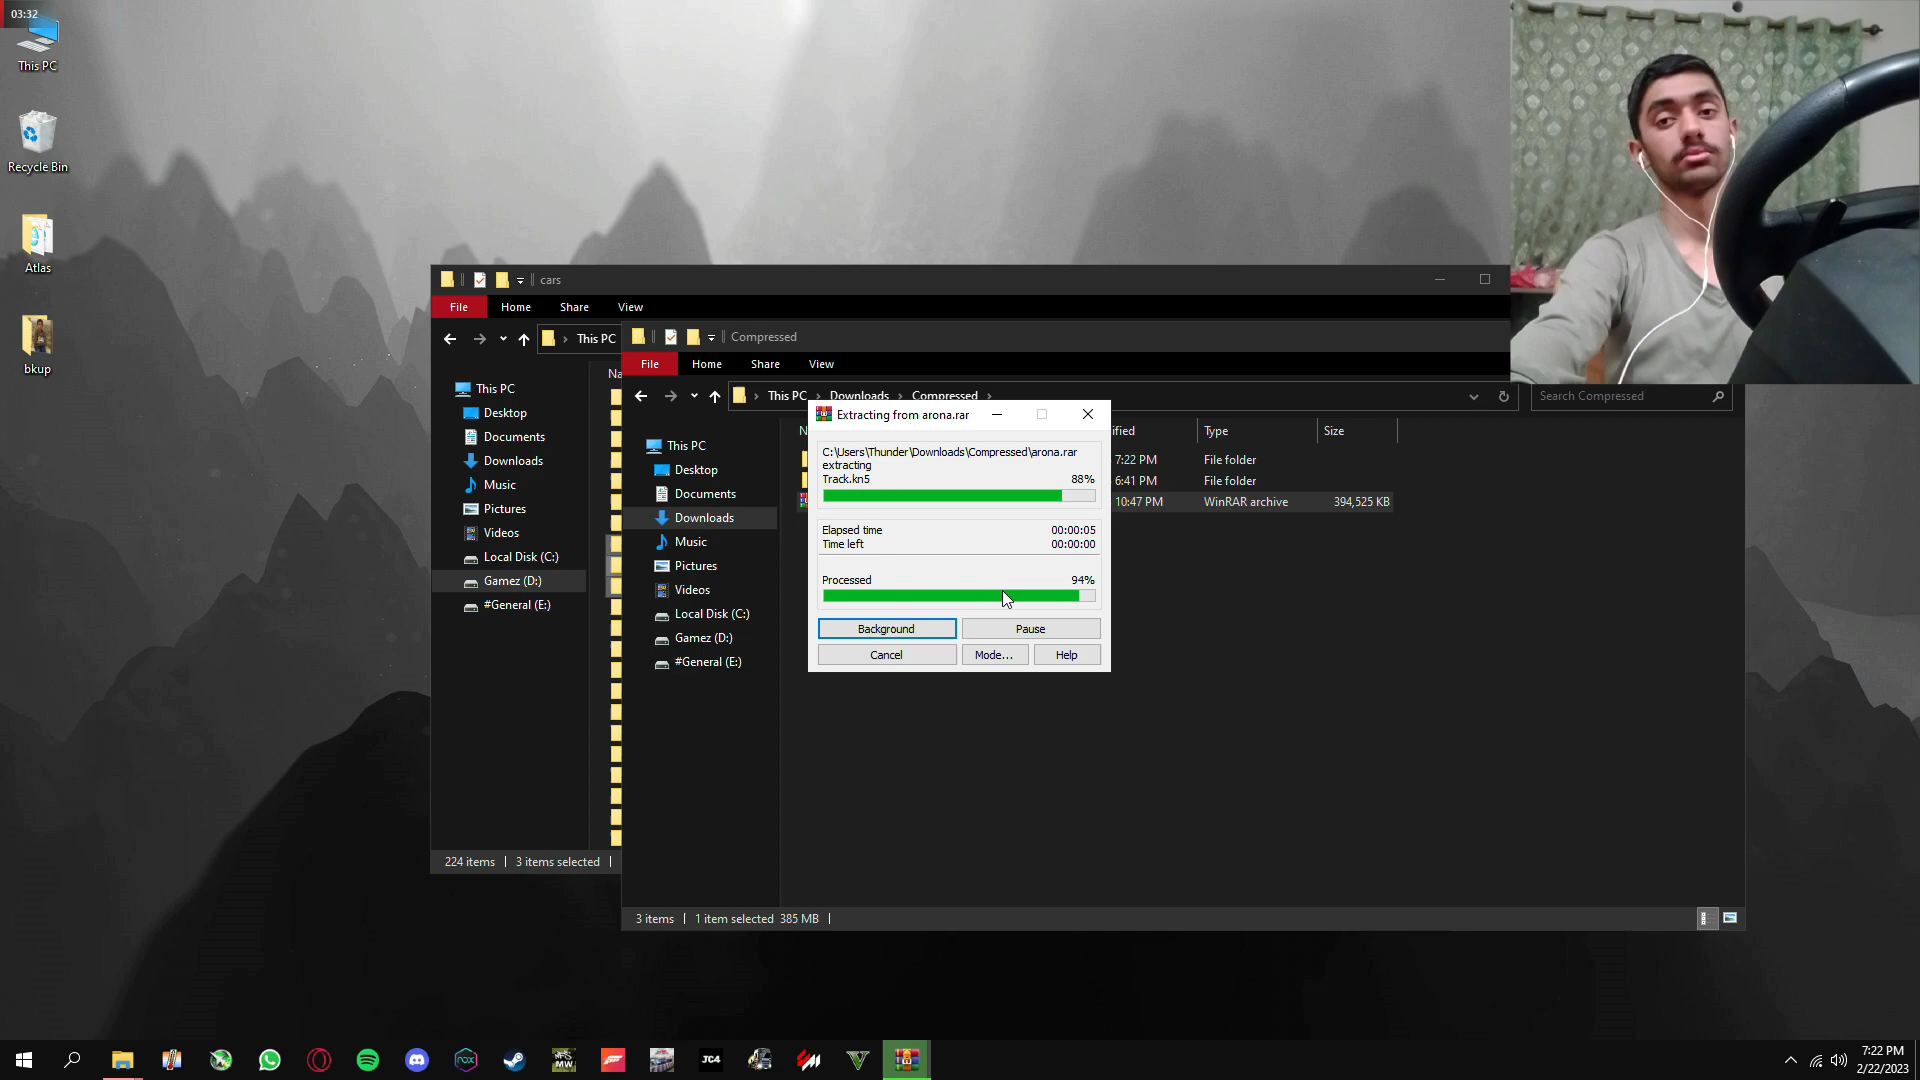 03:32
This PC
Recycle Bin
Atlas
bkup
cars
File Home Share View
This PC
This PC
Desktop
Documents
Downloads
Music
Pictures
Videos
Local Disk (C:)
Gamez (D:)
#General (E:)
224 items 3 items selected
Compressed
File Home Share View
This PC Downloads Compressed
Search Compressed
This PC
Desktop
Documents
Downloads
Music
Pictures
Videos
Local Disk (C:)
Gamez (D:)
#General (E:)
Type Size
7:22 PM File folder
6:41 PM File folder
10:47 PM WinRAR archive 394,525 KB
3 items 1 item selected 385 MB
Extracting from arona.rar
C:\Users\Thunder\Downloads\Compressed\arona.rar
extracting
Track.kn5 88%
Elapsed time 00:00:05
Time left 00:00:00
Processed 94%
Background Pause
Cancel Mode... Help
nox
NFS
MW
JC4
7:22 PM
2/22/2023